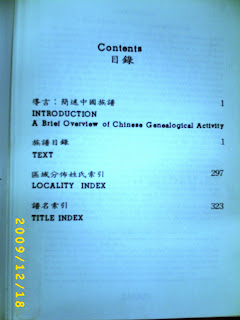 Contents
目錄
導言：簡述中國族譜 1
INTRODUCTION
A Brief Overview of Chinese Genealogical Activity
族譜目錄 1
TEXT
區域分佈姓氏索引 297
LOCALITY INDEX
譜名索引 323
TITLE INDEX
2009/12/18